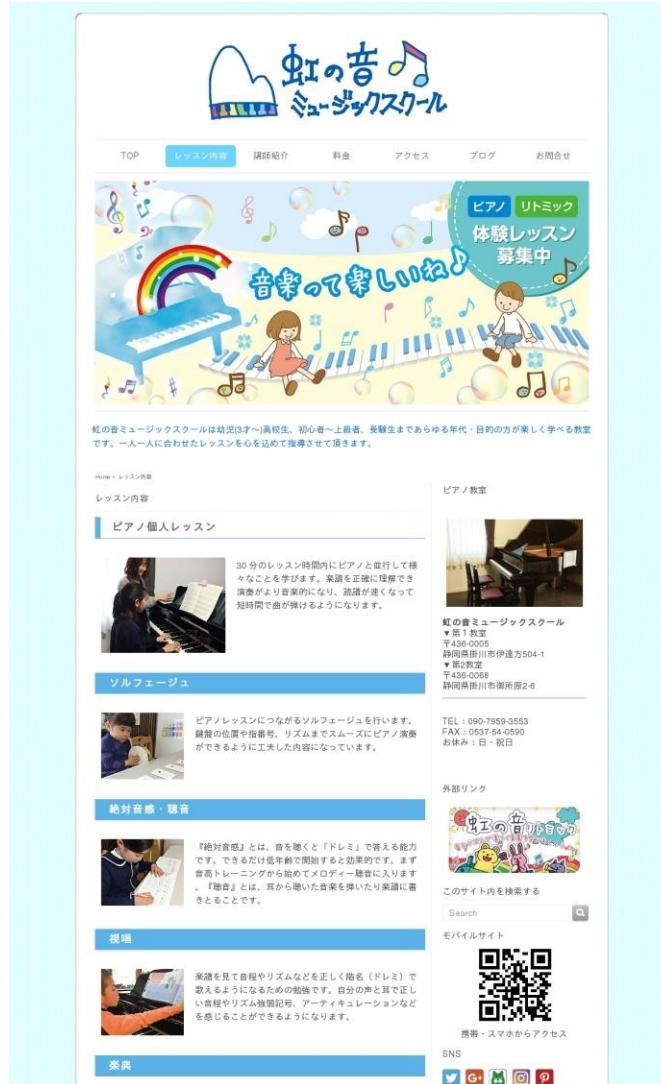 虹の音
ミュージックスクール
TOP
レッスン内容
講師紹介
料金
アクセス
ブログ
お問合せ
ピアノ
リトミック
体験レッスン
募集中
音楽って楽しいね♪
虹の音ミュージックスクールは幼児(3才～)高校生、初心者～上級者、受験生まであらゆる年代・目的の方が楽しく学べる教室
です。一人一人に合わせたレッスンを心を込めて指導させて頂きます。
Home » レッスン内容
レッスン内容
ピアノ個人レッスン
30分のレッスン時間内にピアノと並行して様
々なことを学びます。楽譜を正確に理解でき
演奏がより音楽的になり、読譜が速くなって
短時間で曲が弾けるようになります。
ソルフェージュ
ピアノレッスンにつながるソルフェージュを行います。
鍵盤の位置や指番号、リズムまでスムーズにピアノ演奏
ができるように工夫した内容になっています。
絶対音感・聴音
『絶対音感』とは、音を聴くと「ドレミ」で答える能力
です。できるだけ低年齢で開始すると効果的です。まず
音高トレーニングから始めてメロディー聴音に入ります
。『聴音』とは、耳から聴いた音楽を弾いたり楽譜に書
きとることです。
視唱
楽譜を見て音程やリズムなどを正しく階名（ドレミ）で
歌えるようになるための勉強です。自分の声と耳で正し
い音程やリズム強弱記号、アーティキュレーションなど
を感じることができるようになります。
楽典
ピアノ教室
虹の音ミュージックスクール
▼第１教室
〒436-0005
静岡県掛川市伊達方504-1
▼第2教室
〒436-0068
静岡県掛川市御所原2-6
TEL：090-7959-3553
FAX：0537-54-0590
お休み：日・祝日
外部リンク
虹の音リトミック
このサイト内を検索する
Search
モバイルサイト
携帯・スマホからアクセス
SNS